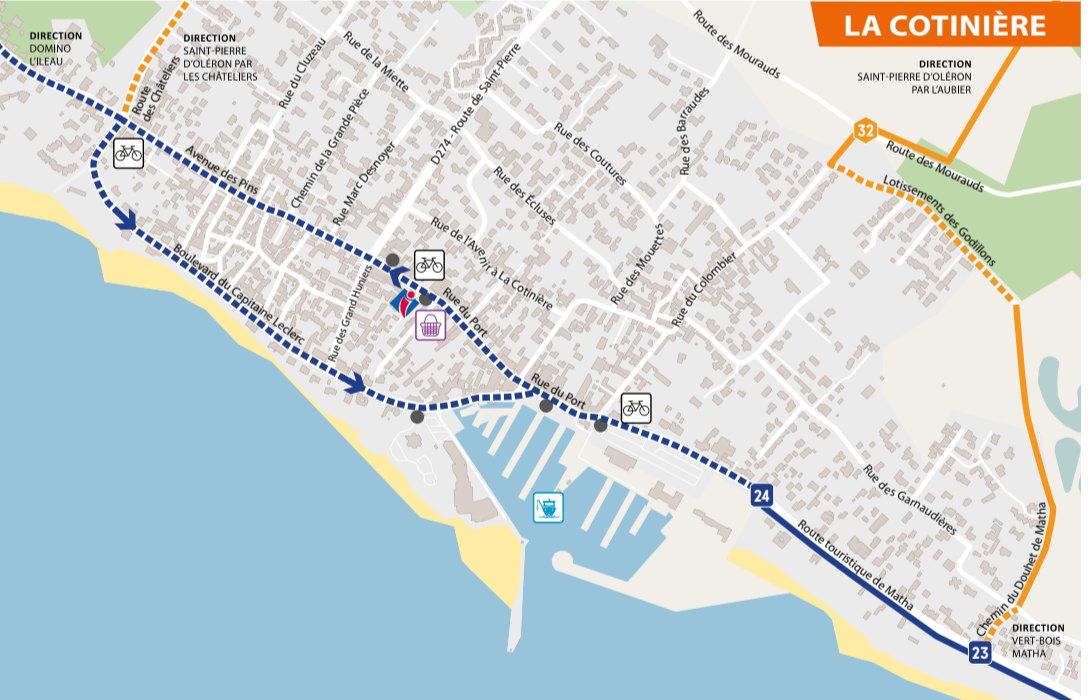 LA COTINIÈRE
DIRECTION
DOMINO
L'ILEAU
DIRECTION
SAINT-PIERRE
D'OLÉRON PAR
LES CHÂTELIERS
DIRECTION
SAINT-PIERRE D'OLÉRON
PAR L'AUBIER
Route
des Châteliers
Rue du Cluzeau
Rue de la Miette
Chemin de la Grande Pièce
Rue Marc Desnoyer
D274 - Route de Saint-Pierre
Route des Mourauds
Rue des Barraudes
Rue des Coutures
Rue des Écluses
Avenue des Pins
32
Route des Mourauds
Lotissements des Godillons
Rue de l'Avenir à La Cotinière
Rue des Mouettes
Rue du Colombier
Boulevard du Capitaine Leclerc
Rue des Grand Huniers
Rue du Port
Rue du Port
24
Rue des Garnaudières
Route touristique de Matha
Chemin du Douhet de Matha
23
DIRECTION
VERT-BOIS
MATHA